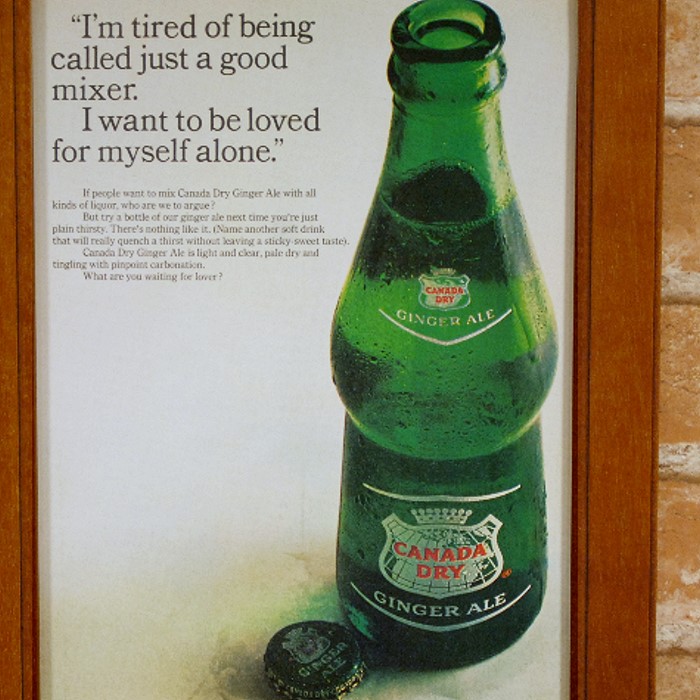 “I'm tired of being
called just a good
mixer.
I want to be loved
for myself alone.”
If people want to mix Canada Dry Ginger Ale with all
kinds of liquor, who are we to argue?
But try a bottle of our ginger ale next time you're just
plain thirsty. There's nothing like it. (Name another soft drink
that will really quench a thirst without leaving a sticky-sweet taste).
Canada Dry Ginger Ale is light and clear, pale dry and
tingling with pinpoint carbonation.
What are you waiting for lover?
CANADA
DRY
GINGER ALE
CANADA
DRY
®
GINGER ALE
GINGER
ALE